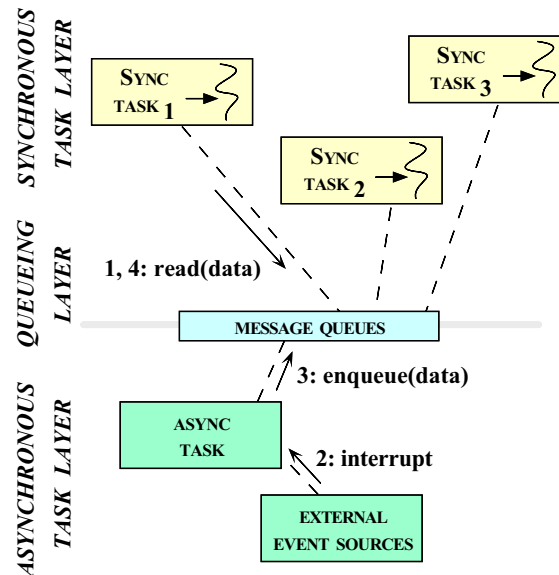 SYNCHRONOUS
TASK LAYER
SYNC
TASK 1
SYNC
TASK 2
SYNC
TASK 3
1, 4: read(data)
QUEUEING
LAYER
MESSAGE QUEUES
3: enqueue(data)
ASYNCHRONOUS
TASK LAYER
ASYNC
TASK
2: interrupt
EXTERNAL
EVENT SOURCES